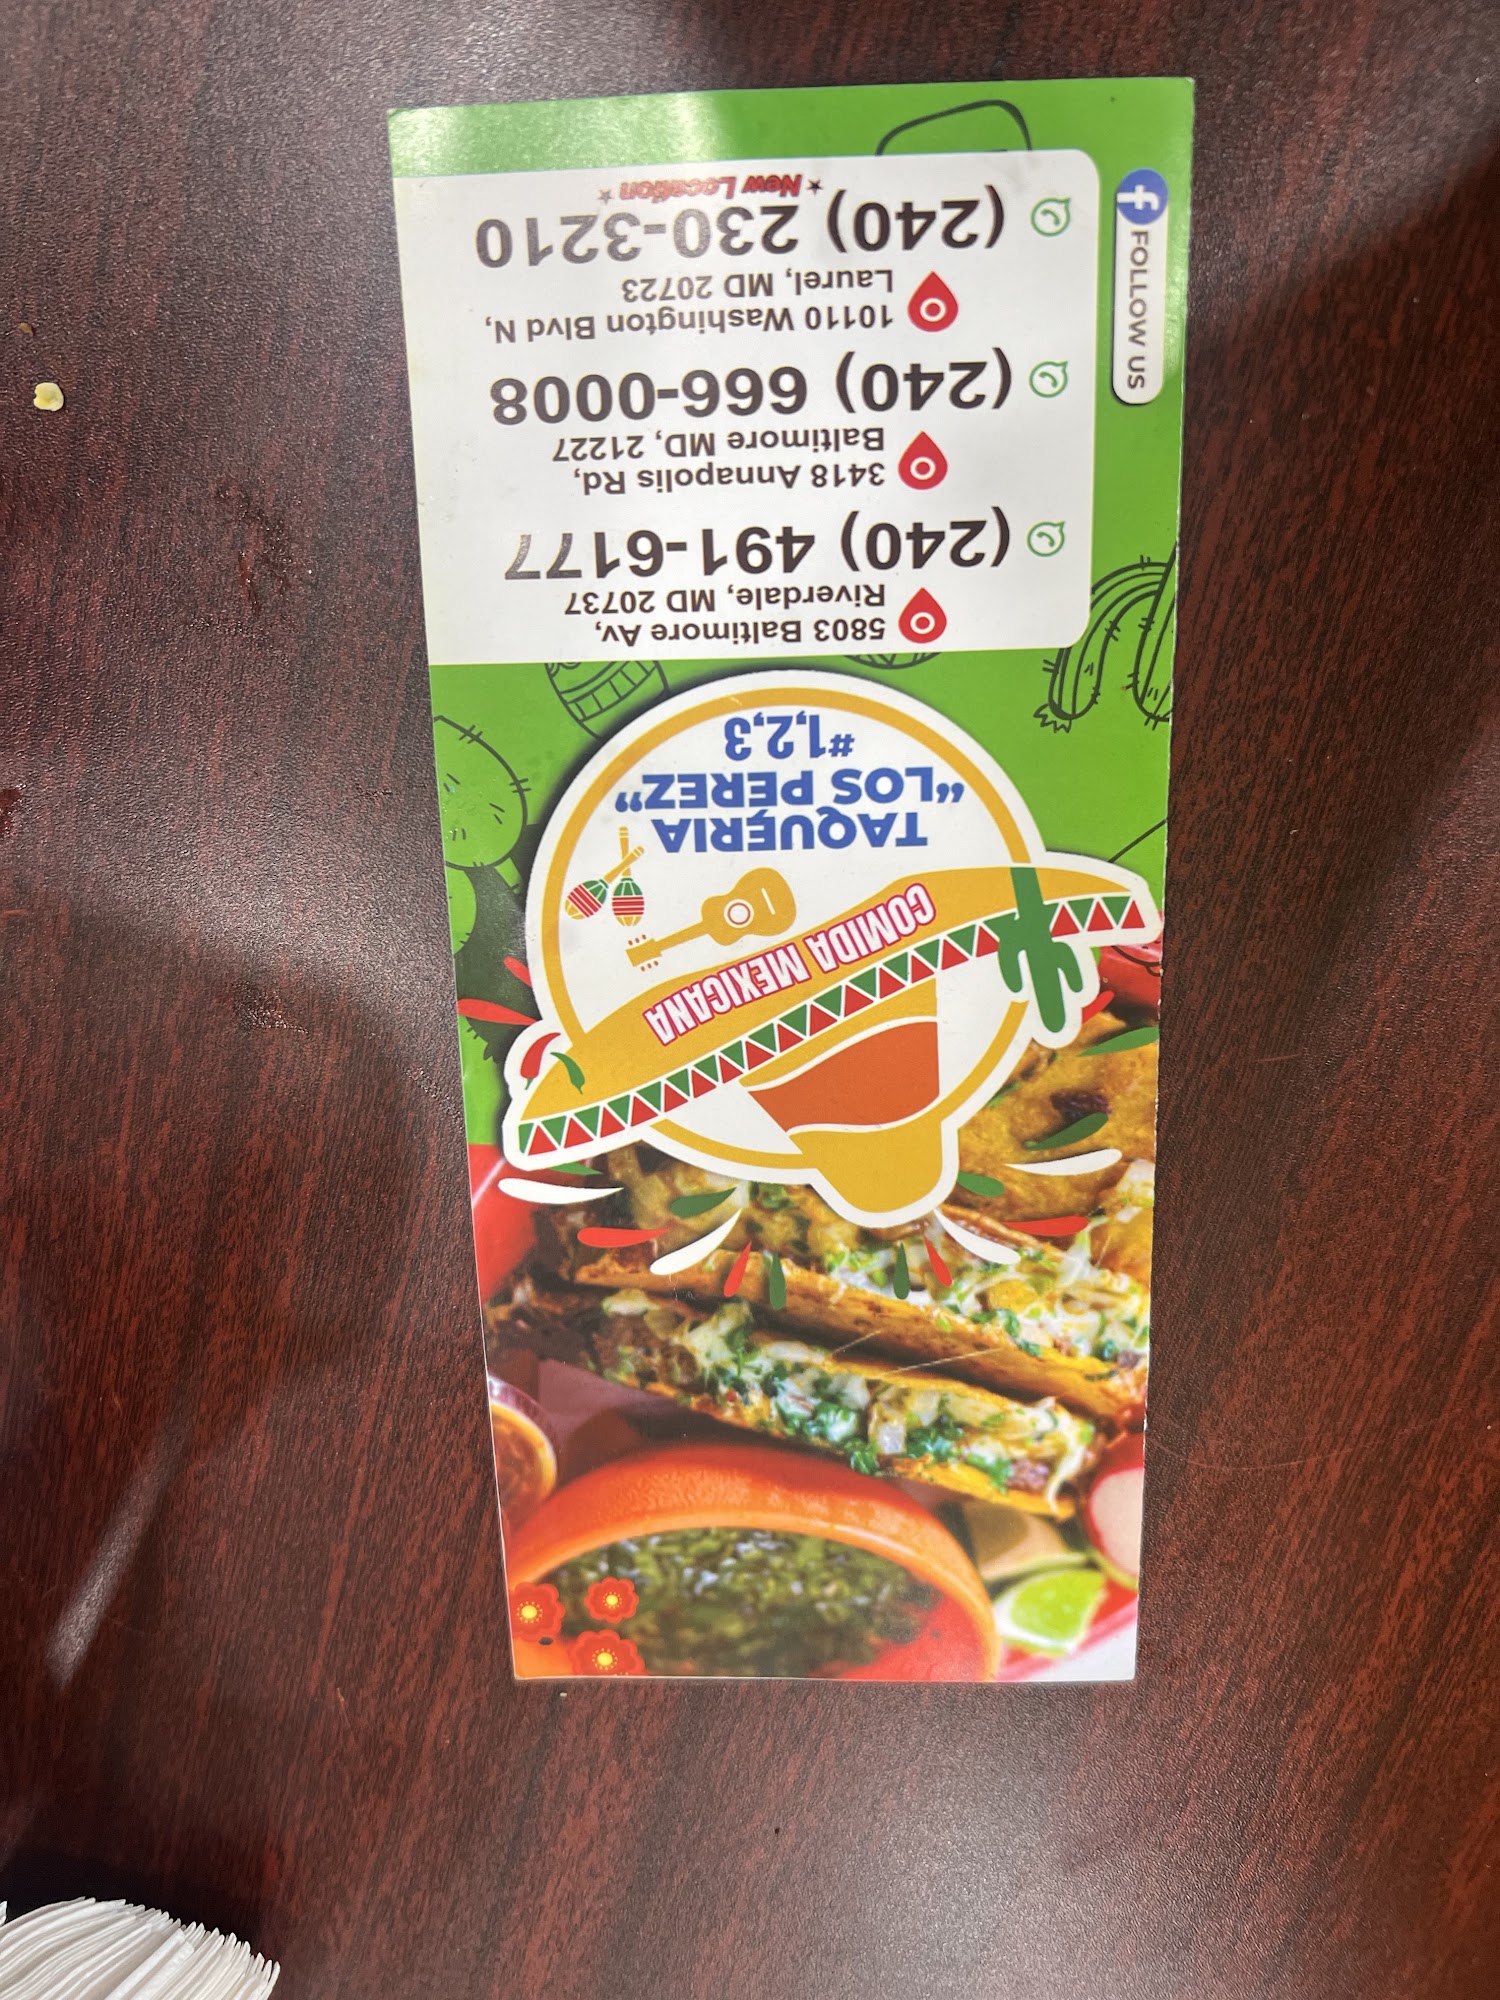 COMIDA MEXICANA
TAQUERIA
"LOS PEREZ"
#1,2,3
5803 Baltimore Av,
Riverdale, MD 20737
(240) 491-6177
3418 Annapolis Rd,
Baltimore MD, 21227
(240) 666-0008
10110 Washington Blvd N,
Laurel, MD 20723
(240) 230-3210
* New Location *
f FOLLOW US